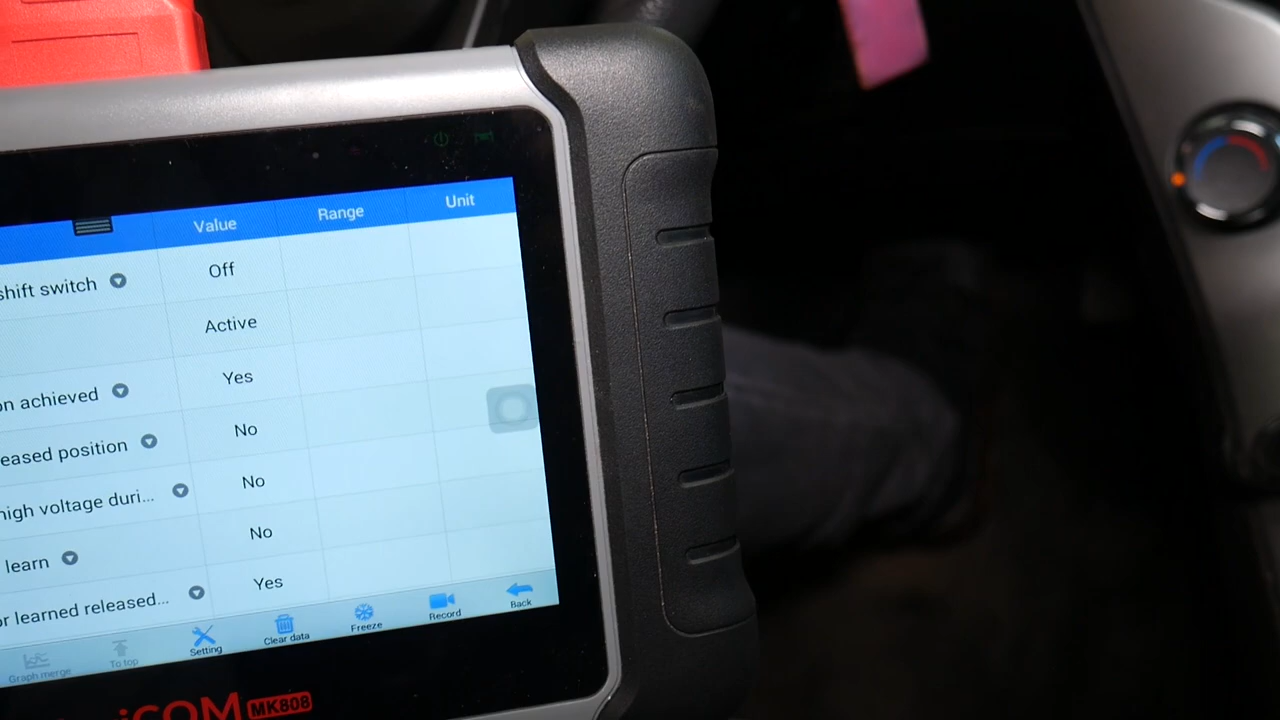 Value Range Unit
shift switch Off
Active
on achieved Yes
eased position No
high voltage duri... No
learn No
or learned released... Yes
Graph merge To top Setting Clear data Freeze Record Back
iCOM MK808